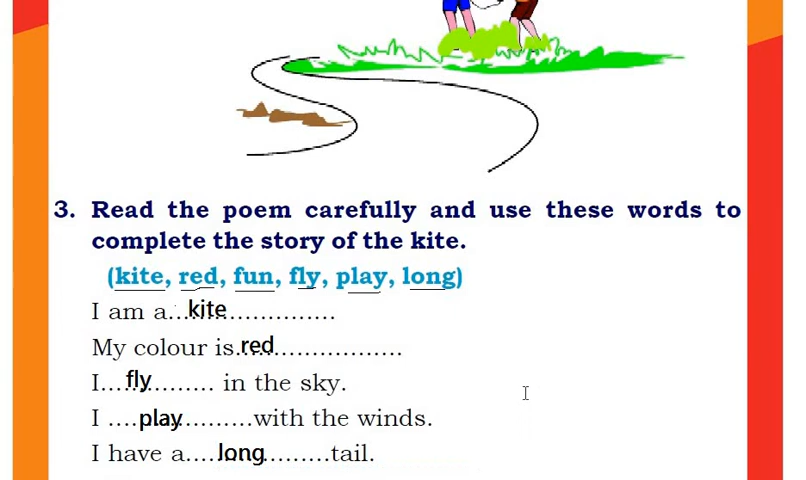 3. Read the poem carefully and use these words to
complete the story of the kite.
(kite, red, fun, fly, play, long)
I am a...kite...............
My colour is.red..................
I...fly.......... in the sky.
I ....play..........with the winds.
I have a....long..........tail.